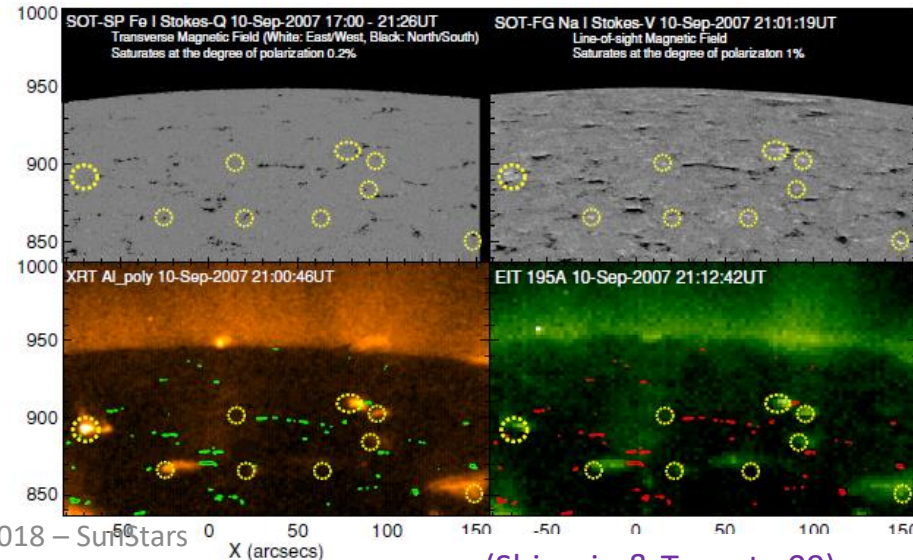 1000
SOT-SP Fe I Stokes-Q 10-Sep-2007 17:00 - 21:26UT
Transverse Magnetic Field (White: East/West, Black: North/South)
Saturates at the degree of polarization 0.2%
SOT-FG Na I Stokes-V 10-Sep-2007 21:01:19UT
Line-of-sight Magnetic Field
Saturates at the degree of polarizaton 1%
950
900
850
1000
XRT Al_poly 10-Sep-2007 21:00:46UT
EIT 195A 10-Sep-2007 21:12:42UT
950
900
850
-50 0 50 100 150 -50 0 50 100 150
018 – SunStars
X (arcsecs)